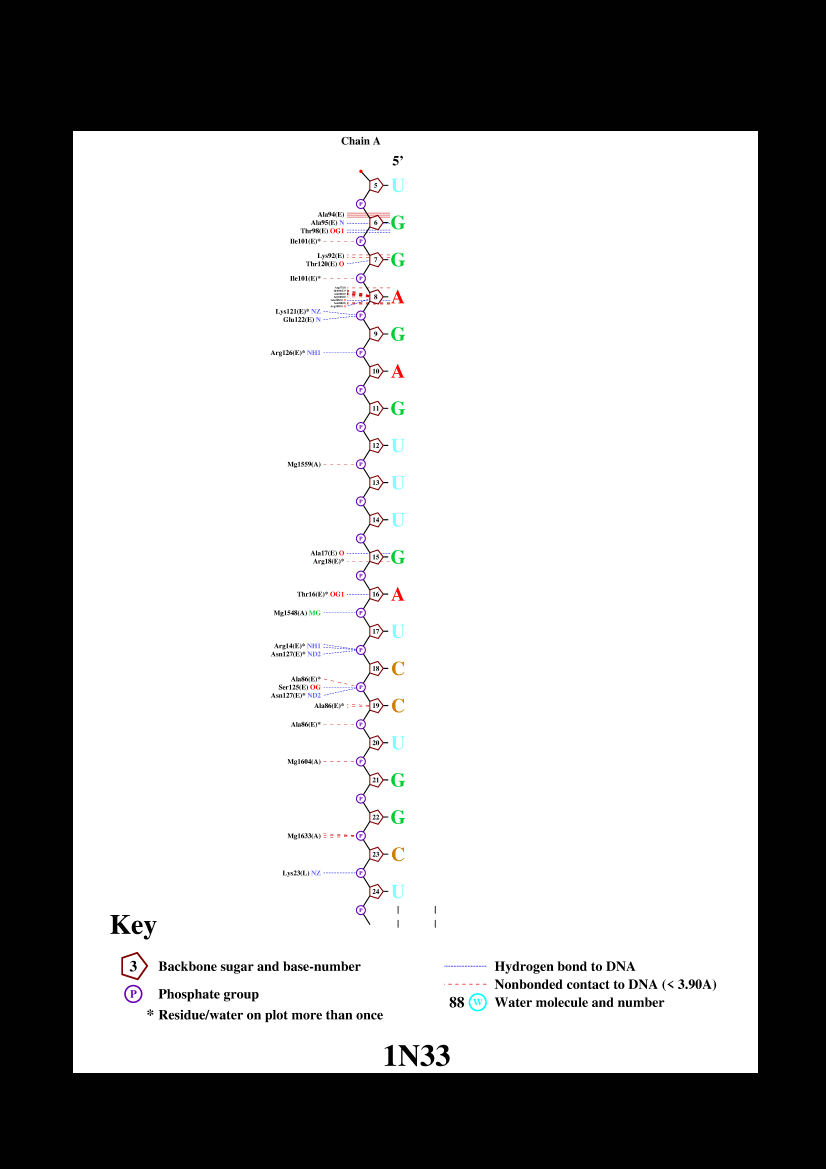 Chain A
5’
5 U
P
Ala94(E)
Ala95(E) N
6 G
Thr98(E) OG1
Ile101(E)* P
Lys92(E)
7 G
Thr120(E) O
Ile101(E)* P
8 A
Lys121(E)* NZ P
Glu122(E) N
9 G
Arg126(E)* NH1 P
10 A
P
11 G
P
12 U
Mg1559(A) P
13 U
P
14 U
P
Ala17(E) O
15 G
Arg18(E)*
P
Thr16(E)* OG1 16 A
Mg1548(A) MG P
17 U
Arg14(E)* NH1 P
Asn127(E)* ND2
18 C
Ala86(E)*
Ser125(E) OG P
Asn127(E)* ND2
Ala86(E)* 19 C
Ala86(E)* P
20 U
Mg1604(A) P
21 G
P
22 G
Mg1633(A) P
23 C
Lys23(L) NZ P
24 U
P
Key
3 Backbone sugar and base-number
P Phosphate group
* Residue/water on plot more than once
Hydrogen bond to DNA
Nonbonded contact to DNA (< 3.90A)
88 W Water molecule and number
1N33